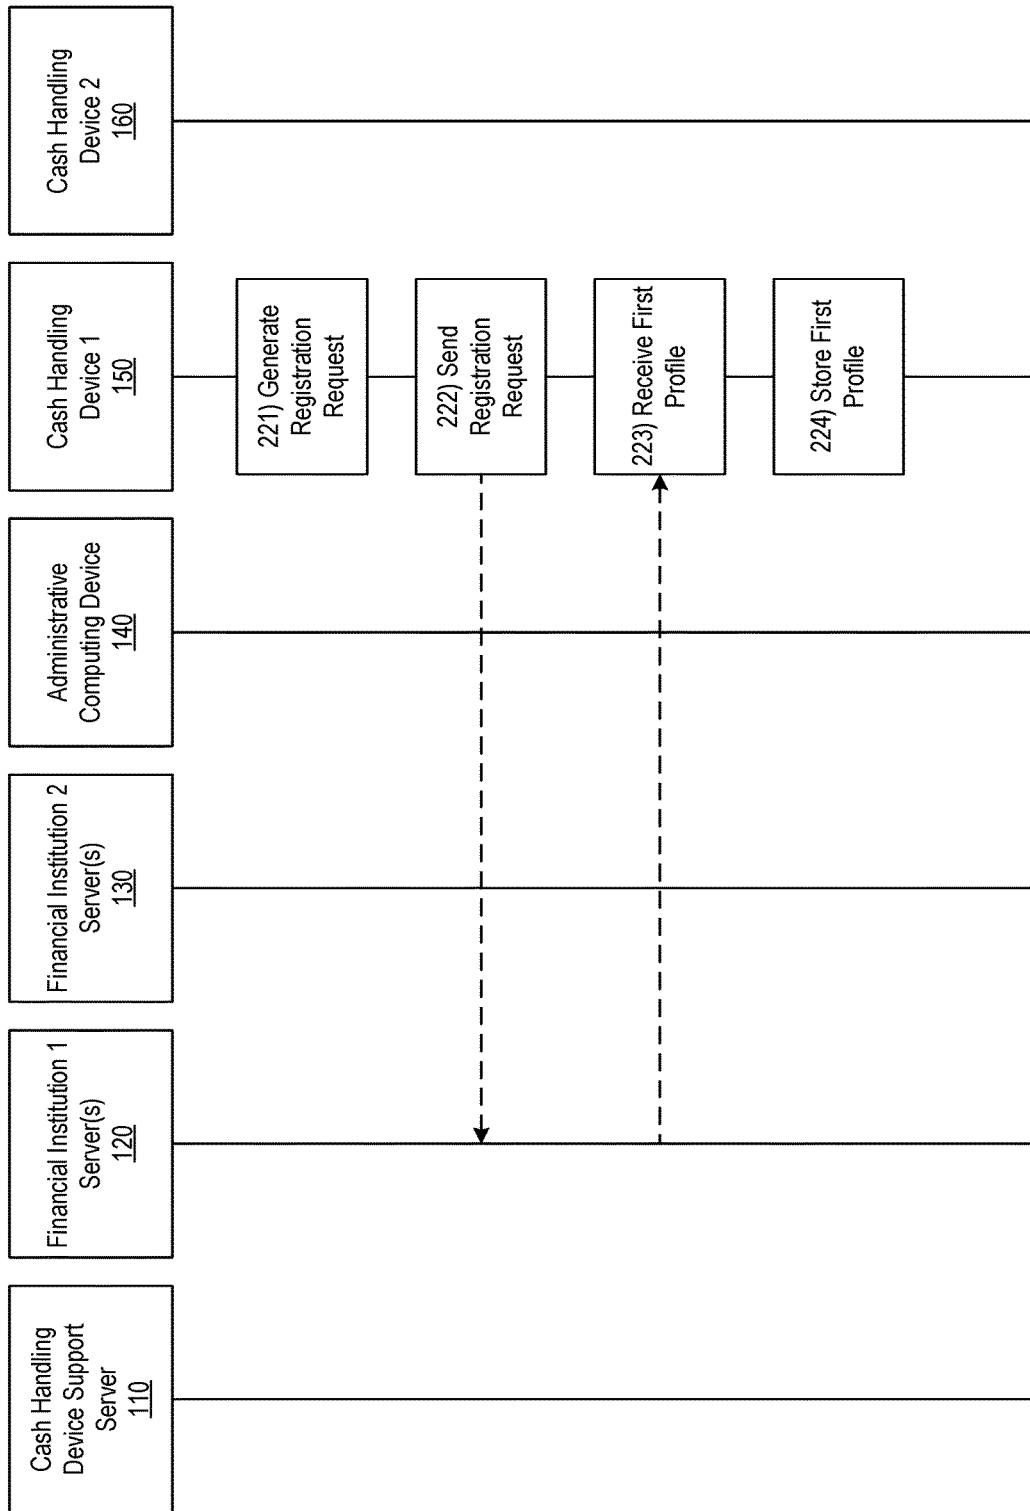 Cash Handling
Device Support
Server
110
Financial Institution 1
Server(s)
120
Financial Institution 2
Server(s)
130
Administrative
Computing Device
140
Cash Handling
Device 1
150
Cash Handling
Device 2
160
221) Generate
Registration
Request
222) Send
Registration
Request
223) Receive First
Profile
224) Store First
Profile